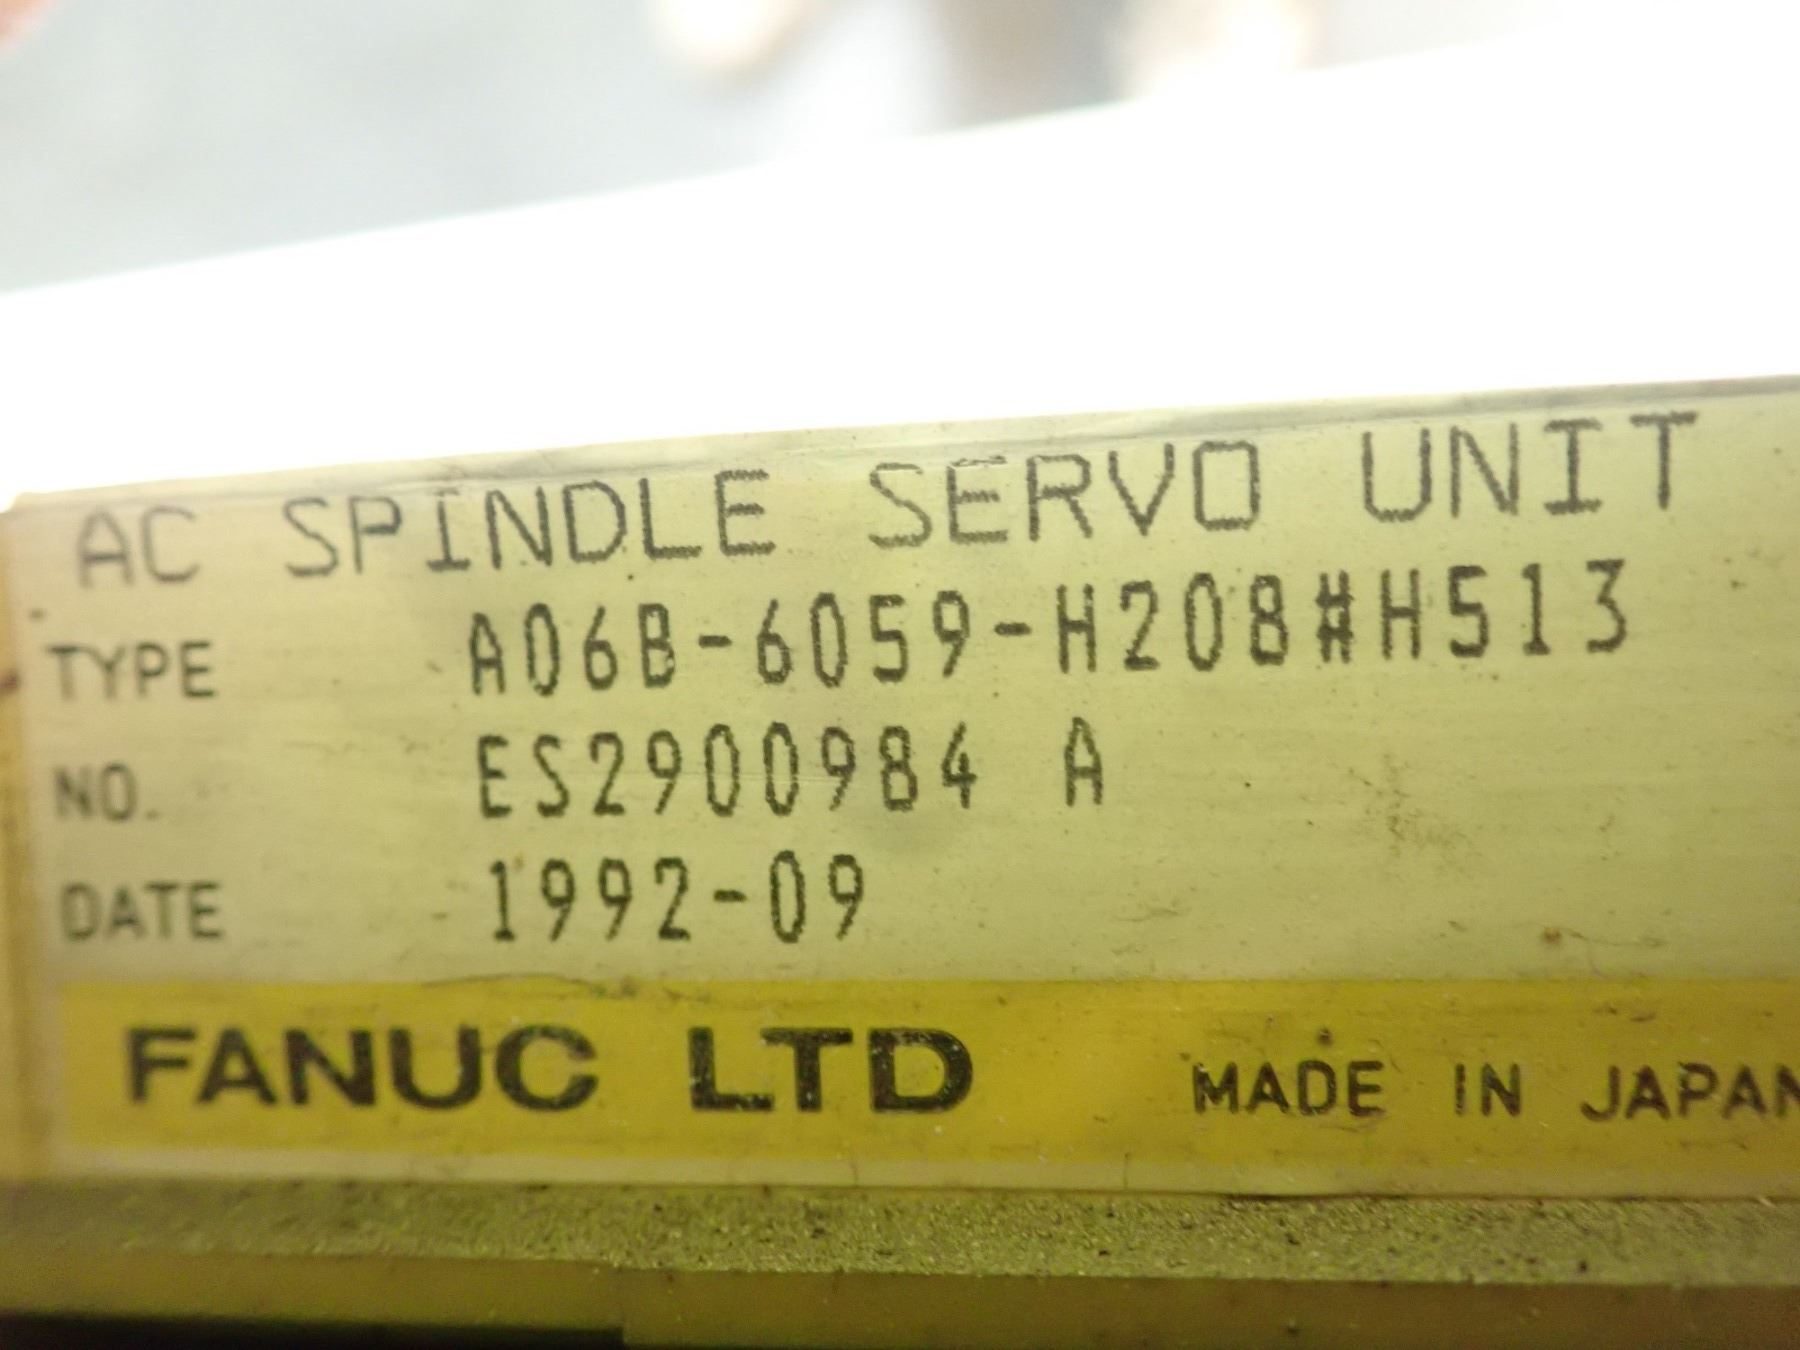 AC SPINDLE SERVO UNIT
TYPE A06B-6059-H208#H513
NO. ES2900984 A
DATE 1992-09
FANUC LTD MADE IN JAPAN